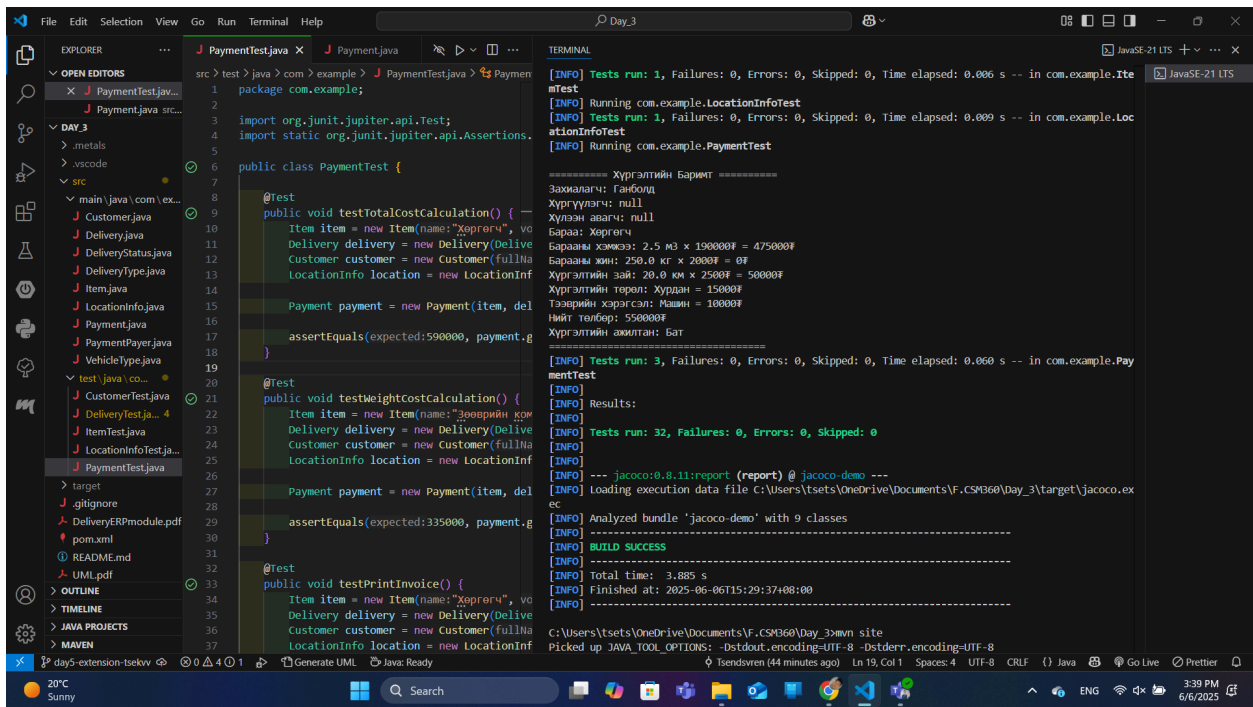 File Edit Selection View Go Run Terminal Help
Day_3
EXPLORER
OPEN EDITORS
PaymentTest.jav...
Payment.java src...
DAY_3
.metals
.vscode
src
main\java\com\ex...
Customer.java
Delivery.java
DeliveryStatus.java
DeliveryType.java
Item.java
LocationInfo.java
Payment.java
PaymentPayer.java
VehicleType.java
test\java\co...
CustomerTest.java
DeliveryTest.ja... 4
ItemTest.java
LocationInfoTest.ja...
PaymentTest.java
target
.gitignore
DeliveryERPmodule.pdf
pom.xml
README.md
UML.pdf
OUTLINE
TIMELINE
JAVA PROJECTS
MAVEN
PaymentTest.java Payment.java
src > test > java > com > example > PaymentTest.java > Paymen
1 package com.example;
2
3 import org.junit.jupiter.api.Test;
4 import static org.junit.jupiter.api.Assertions.
5
6 public class PaymentTest {
7
8 @Test
9 public void testTotalCostCalculation() {
10 Item item = new Item(name:"Хөргөгч", vo
11 Delivery delivery = new Delivery(Delive
12 Customer customer = new Customer(fullNa
13 LocationInfo location = new LocationInf
14
15 Payment payment = new Payment(item, del
16
17 assertEquals(expected:590000, payment.g
18 }
19
20 @Test
21 public void testWeightCostCalculation() {
22 Item item = new Item(name:"Зөөврийн ком
23 Delivery delivery = new Delivery(Delive
24 Customer customer = new Customer(fullNa
25 LocationInfo location = new LocationInf
26
27 Payment payment = new Payment(item, del
28
29 assertEquals(expected:335000, payment.g
30 }
31
32 @Test
33 public void testPrintInvoice() {
34 Item item = new Item(name:"Хөргөгч", vo
35 Delivery delivery = new Delivery(Delive
36 Customer customer = new Customer(fullNa
37 LocationInfo location = new LocationInf
TERMINAL
JavaSE-21 LTS
JavaSE-21 LTS
[INFO] Tests run: 1, Failures: 0, Errors: 0, Skipped: 0, Time elapsed: 0.006 s -- in com.example.Ite
mTest
[INFO] Running com.example.LocationInfoTest
[INFO] Tests run: 1, Failures: 0, Errors: 0, Skipped: 0, Time elapsed: 0.009 s -- in com.example.Loc
ationInfoTest
[INFO] Running com.example.PaymentTest
========== Хүргэлтийн Баримт ==========
Захиалагч: Ганболд
Хүргүүлэгч: null
Хүлээн авагч: null
Бараа: Хөргөгч
Барааны хэмжээ: 2.5 м3 x 190000₮ = 475000₮
Барааны жин: 250.0 кг x 2000₮ = 0₮
Хүргэлтийн зай: 20.0 км x 2500₮ = 50000₮
Хүргэлтийн төрөл: Хурдан = 15000₮
Тээврийн хэрэгсэл: Машин = 10000₮
Нийт төлбөр: 550000₮
Хүргэлтийн ажилтан: Бат
=====================================
[INFO] Tests run: 3, Failures: 0, Errors: 0, Skipped: 0, Time elapsed: 0.060 s -- in com.example.Pay
mentTest
[INFO]
[INFO] Results:
[INFO]
[INFO] Tests run: 32, Failures: 0, Errors: 0, Skipped: 0
[INFO]
[INFO]
[INFO] --- jacoco:0.8.11:report (report) @ jacoco-demo ---
[INFO] Loading execution data file C:\Users\tsets\OneDrive\Documents\F.CSM360\Day_3\target\jacoco.ex
ec
[INFO] Analyzed bundle 'jacoco-demo' with 9 classes
[INFO] ------------------------------------------------------------------------
[INFO] BUILD SUCCESS
[INFO] ------------------------------------------------------------------------
[INFO] Total time:  3.885 s
[INFO] Finished at: 2025-06-06T15:29:37+08:00
[INFO] ------------------------------------------------------------------------
C:\Users\tsets\OneDrive\Documents\F.CSM360\Day_3>mvn site
Picked up JAVA_TOOL_OPTIONS: -Dstdout.encoding=UTF-8 -Dstderr.encoding=UTF-8
day5-extension-tsekvv 0 4 1 Generate UML Java: Ready Tsendsvren (44 minutes ago) Ln 19, Col 1 Spaces: 4 UTF-8 CRLF {} Java Go Live Prettier
20°C
Sunny
Search
ENG
3:39 PM
6/6/2025